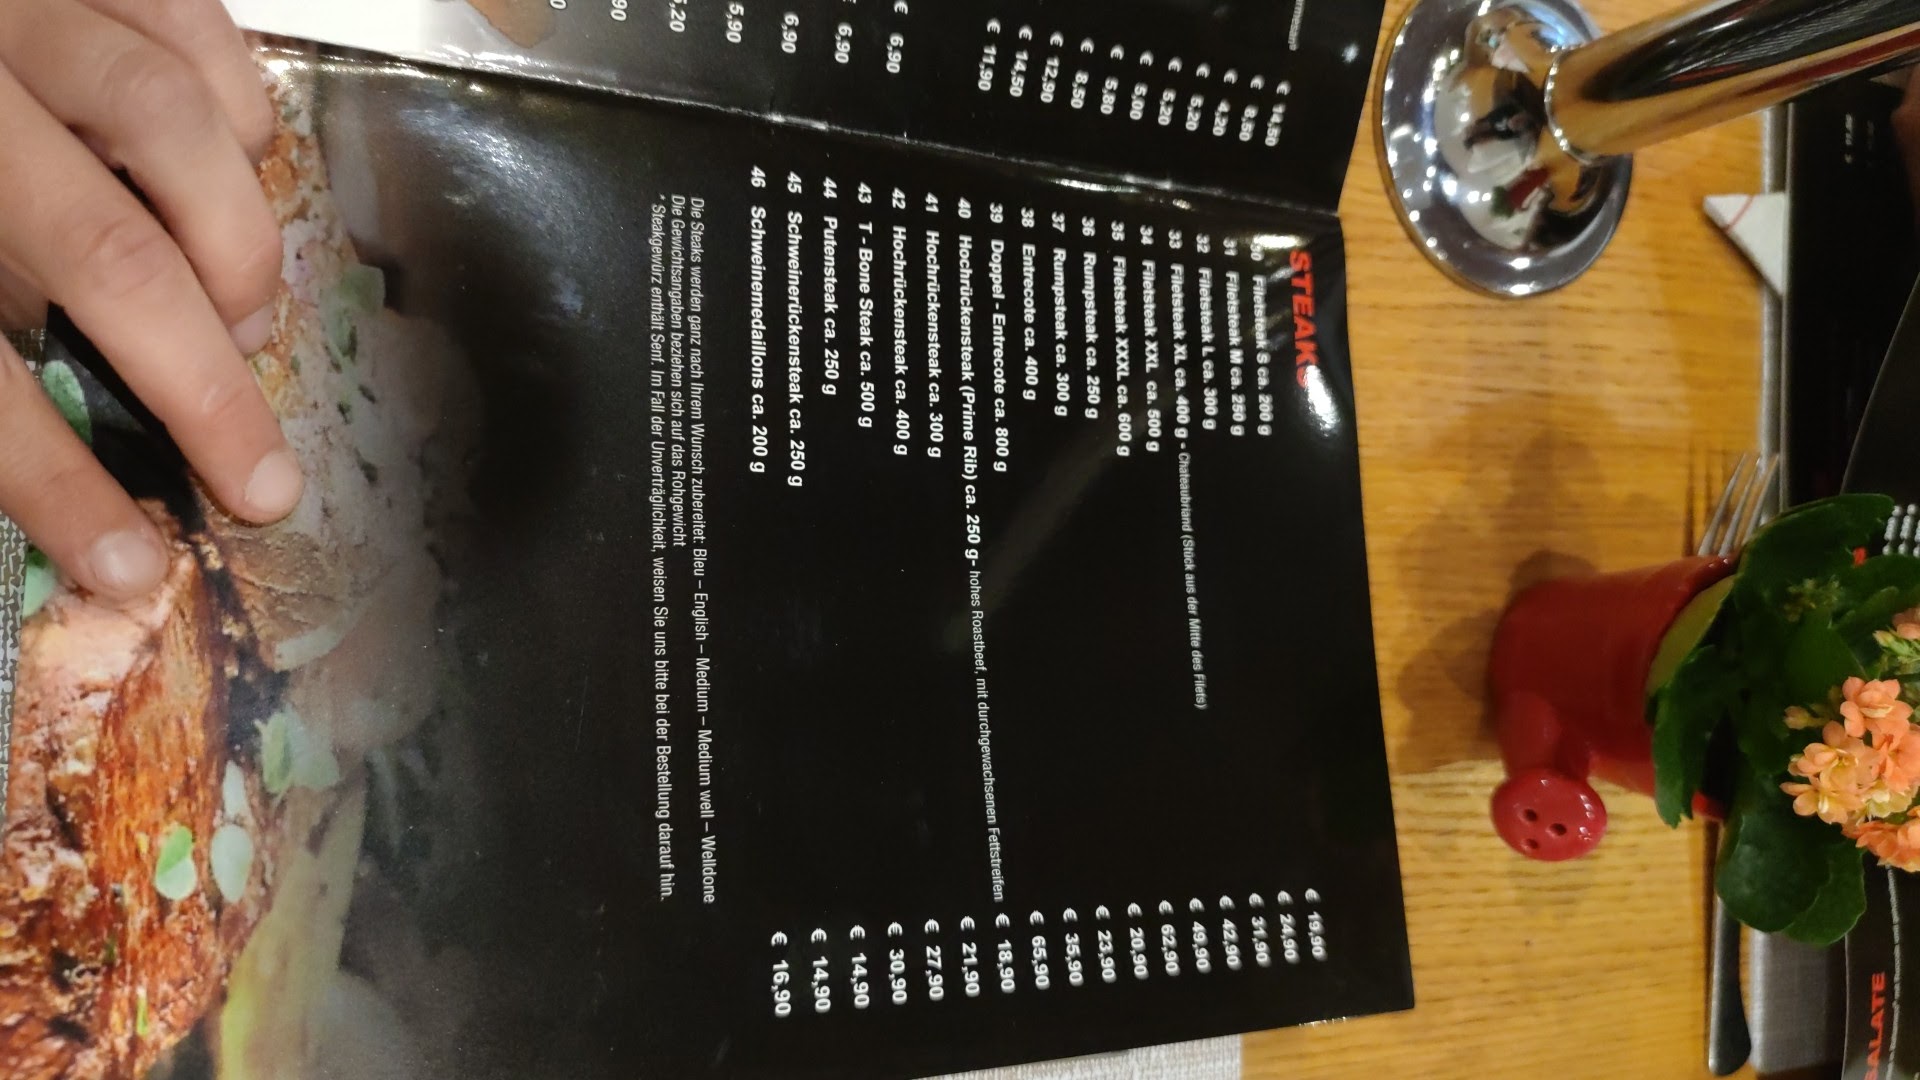 € 14,50
€ 8,50
€ 4,20
€ 5,20
€ 5,20
€ 5,00
€ 5,80
€ 8,50
€ 12,90
€ 14,50
€ 11,90
€ 6,90
€ 6,90
6,90
5,90
5,20
STEAKS
30 Filetsteak S ca. 200 g € 19,90
31 Filetsteak M ca. 250 g € 24,90
32 Filetsteak L ca. 300 g € 31,90
33 Filetsteak XL ca. 400 g - Chateaubriand (Stück aus der Mitte des Filets) € 42,90
34 Filetsteak XXL ca. 500 g € 49,90
35 Filetsteak XXXL ca. 600 g € 62,90
36 Rumpsteak ca. 250 g € 20,90
37 Rumpsteak ca. 300 g € 23,90
38 Entrecote ca. 400 g € 35,90
39 Doppel - Entrecote ca. 800 g € 65,90
40 Hochrückensteak (Prime Rib) ca. 250 g- hohes Roastbeef, mit durchgewachsenen Fettstreifen € 18,90
41 Hochrückensteak ca. 300 g € 21,90
42 Hochrückensteak ca. 400 g € 27,90
43 T - Bone Steak ca. 500 g € 30,90
44 Putensteak ca. 250 g € 14,90
45 Schweinerückensteak ca. 250 g € 14,90
46 Schweinemedaillons ca. 200 g € 16,90
Die Steaks werden ganz nach Ihrem Wunsch zubereitet: Bleu – English – Medium – Medium well – Welldone
Die Gewichtsangaben beziehen sich auf das Rohgewicht
* Steakgewürz enthält Senf. Im Fall der Unverträglichkeit, weisen Sie uns bitte bei der Bestellung darauf hin.
SALATE